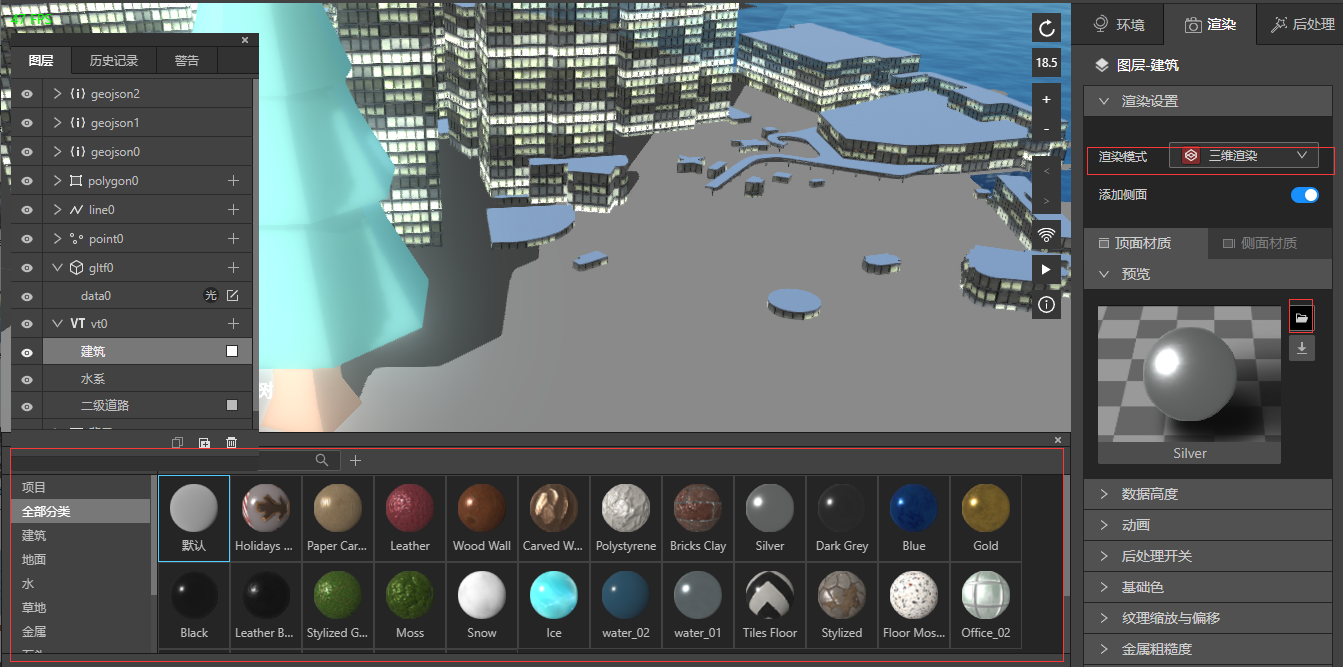 47 FPS
图层
历史记录
警告
geojson2
geojson1
geojson0
polygon0
line0
point0
gltf0
data0
光
VT vt0
建筑
水系
二级道路
树
18.5
环境
渲染
后处理
图层-建筑
渲染设置
渲染模式
三维渲染
添加侧面
顶面材质
侧面材质
预览
Silver
数据高度
动画
后处理开关
基础色
纹理缩放与偏移
金属粗糙度
项目
全部分类
建筑
地面
水
草地
金属
默认
Holidays ...
Paper Car...
Leather
Wood Wall
Carved W...
Polystyrene
Bricks Clay
Silver
Dark Grey
Blue
Gold
Black
Leather B...
Stylized G...
Moss
Snow
Ice
water_02
water_01
Tiles Floor
Stylized
Floor Mos...
Office_02